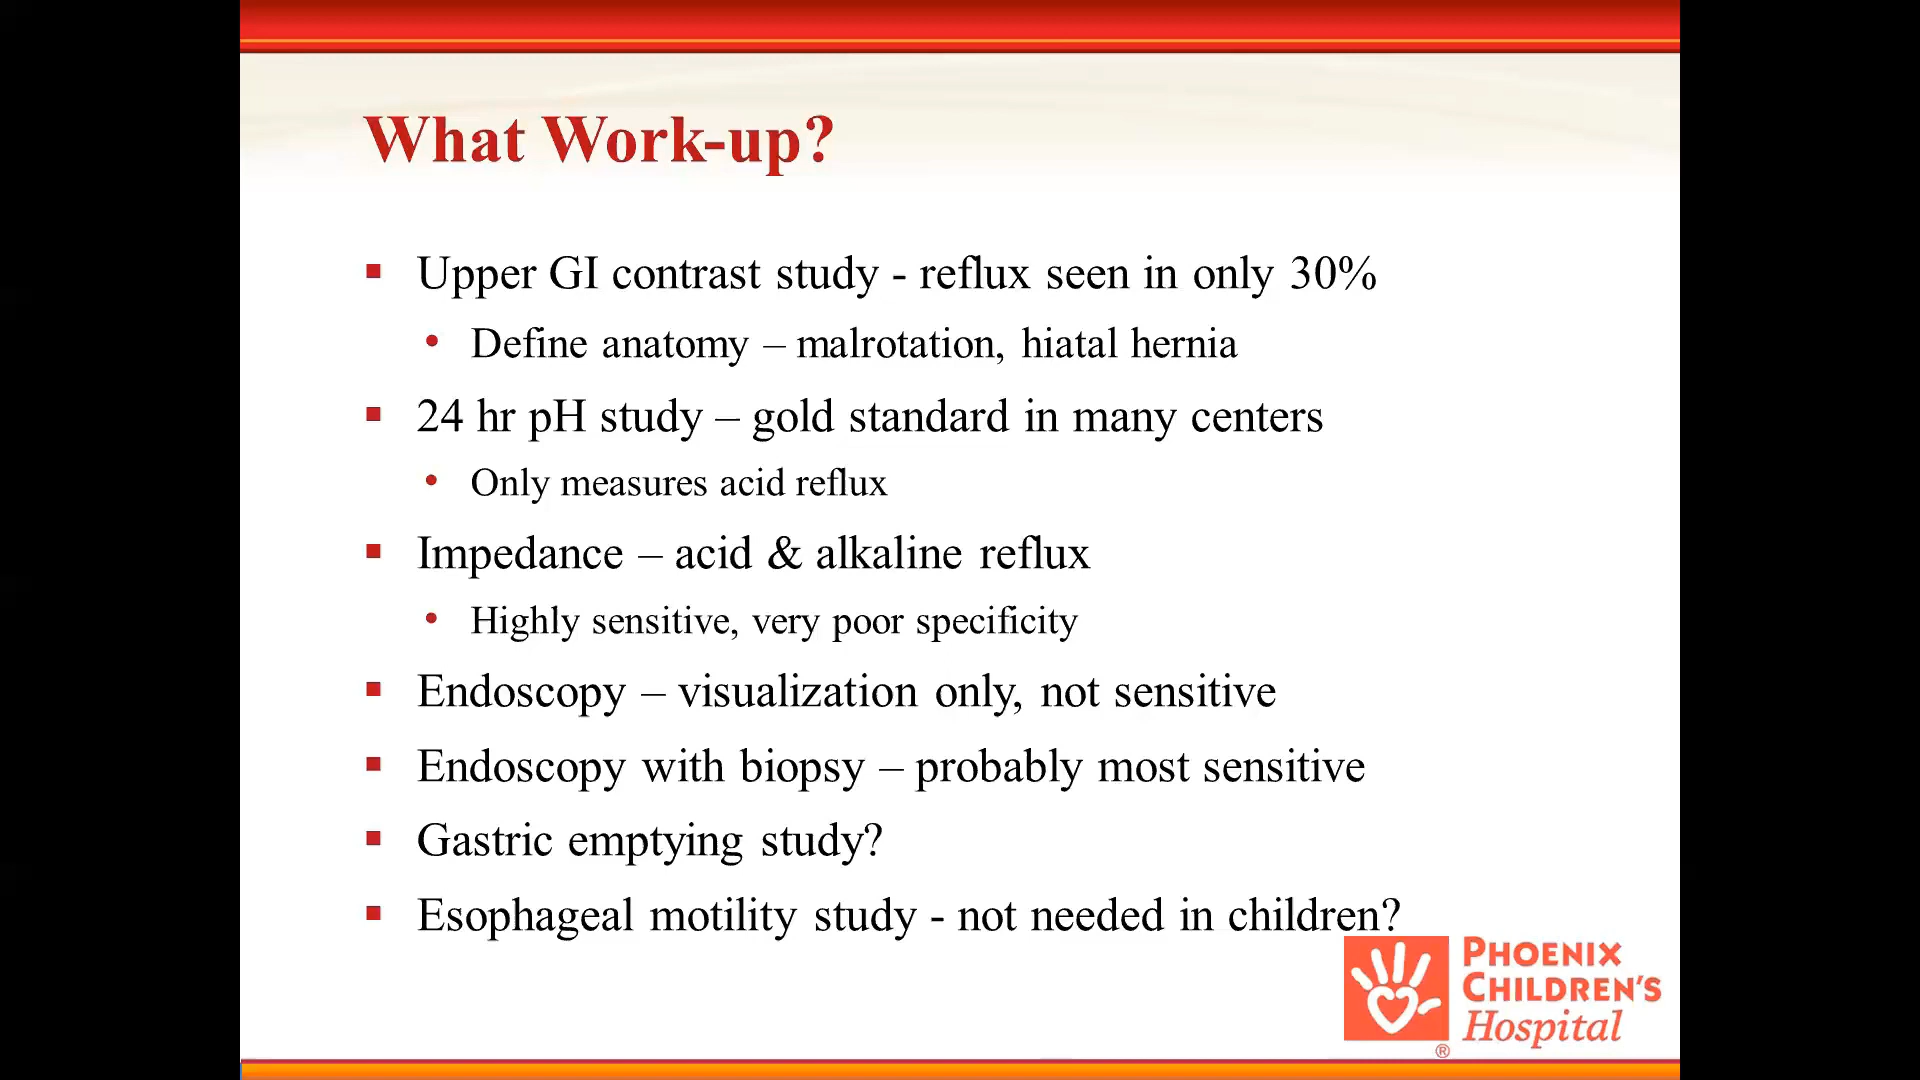 What Work-up?
Upper GI contrast study - reflux seen in only 30%
Define anatomy – malrotation, hiatal hernia
24 hr pH study – gold standard in many centers
Only measures acid reflux
Impedance – acid & alkaline reflux
Highly sensitive, very poor specificity
Endoscopy – visualization only, not sensitive
Endoscopy with biopsy – probably most sensitive
Gastric emptying study?
Esophageal motility study - not needed in children?
PHOENIX
CHILDREN'S
Hospital
®